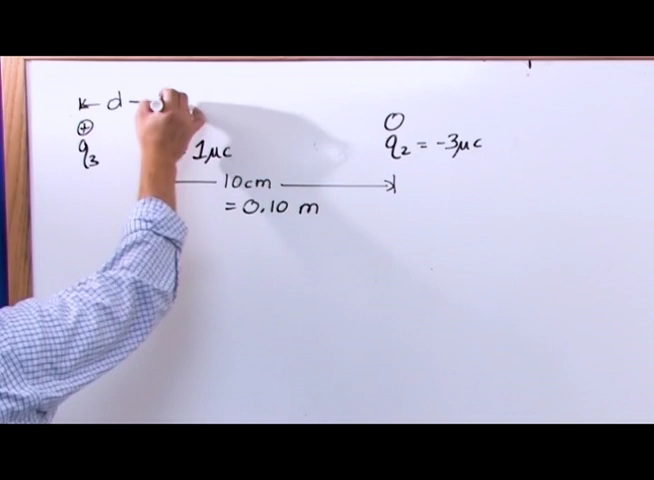 d
+
q3 1μc q2 = -3μc
10cm
= 0.10 m